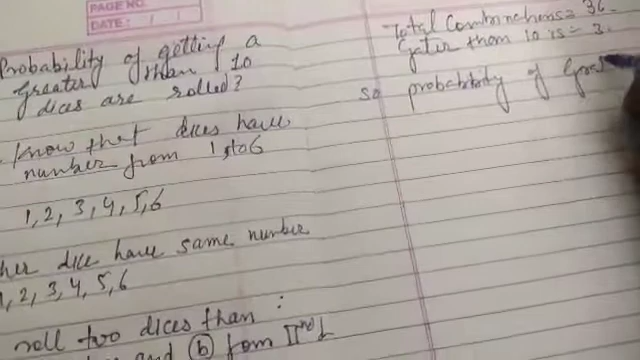 PAGE NO.
DATE:
Probability of getting a
greater than 10
dices are rolled?
know that dices have
number from 1 to 6
1, 2, 3, 4, 5, 6
her dice have same number
1, 2, 3, 4, 5, 6
roll two dices than :
and (b) from IInd
Total Combinations = 36
than 10 is = 3.
so probability of